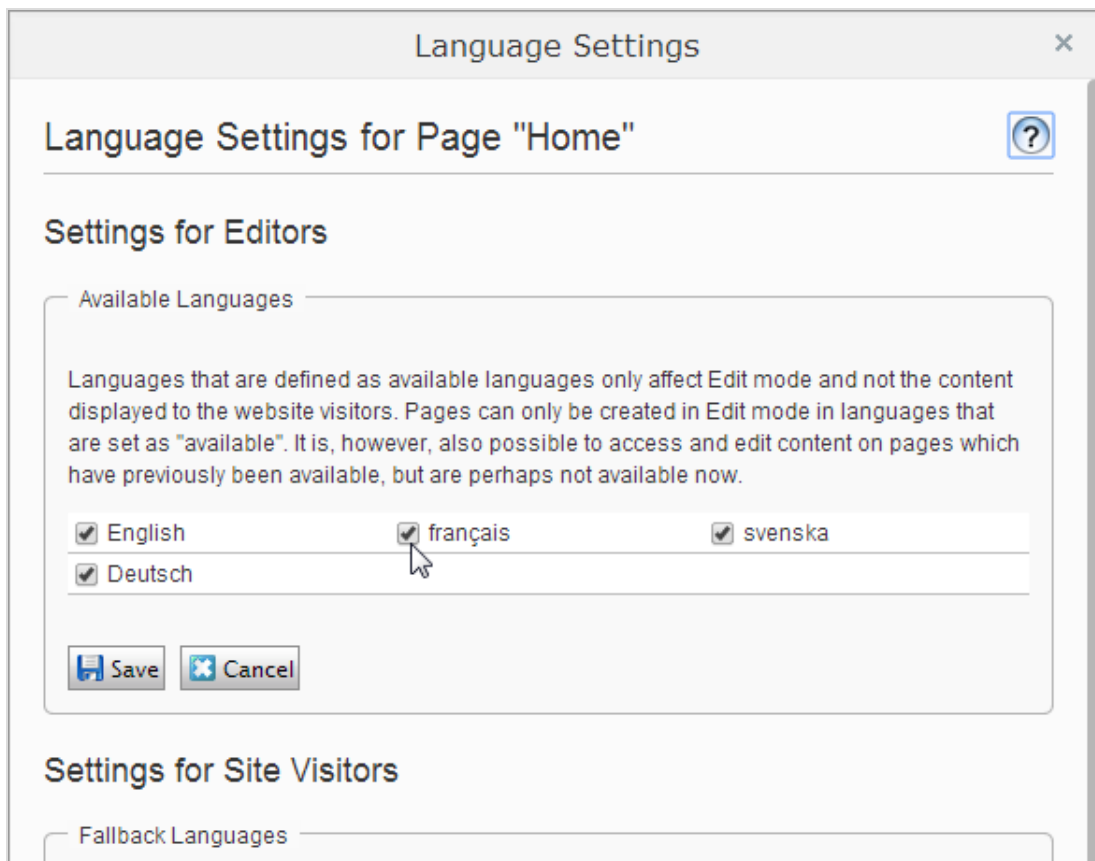 Language Settings
Language Settings for Page "Home"
Settings for Editors
Available Languages
Languages that are defined as available languages only affect Edit mode and not the content
displayed to the website visitors. Pages can only be created in Edit mode in languages that
are set as "available". It is, however, also possible to access and edit content on pages which
have previously been available, but are perhaps not available now.
English français svenska
Deutsch
Save Cancel
Settings for Site Visitors
Fallback Languages